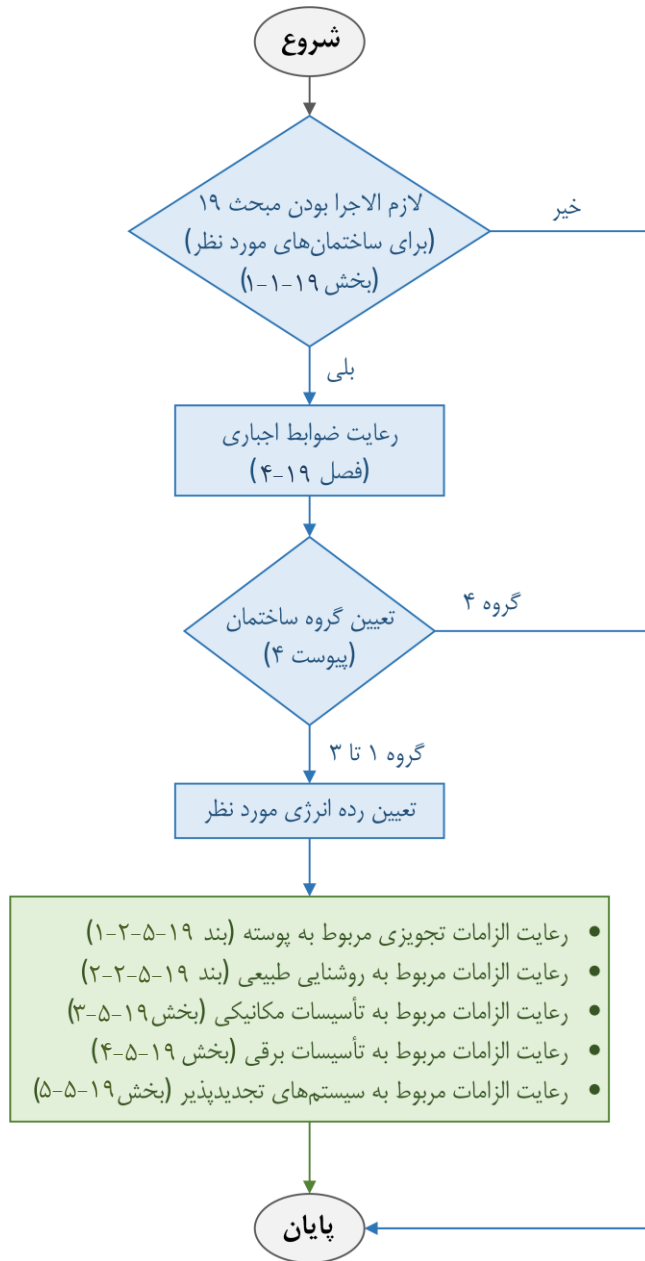 شروع
لازم الاجرا بودن مبحث ۱۹
(برای ساختمان‌های مورد نظر)
(بخش ۱۹-۱-۱)
خیر
بلی
رعایت ضوابط اجباری
(فصل ۱۹-۴)
تعیین گروه ساختمان
(پیوست ۴)
گروه ۴
گروه ۱ تا ۳
تعیین رده انرژی مورد نظر
• رعایت الزامات تجویزی مربوط به پوسته (بند ۱۹-۵-۲-۱)
• رعایت الزامات مربوط به روشنایی طبیعی (بند ۱۹-۵-۲-۲)
• رعایت الزامات مربوط به تأسیسات مکانیکی (بخش ۱۹-۵-۳)
• رعایت الزامات مربوط به تأسیسات برقی (بخش ۱۹-۵-۴)
• رعایت الزامات مربوط به سیستم‌های تجدیدپذیر (بخش ۱۹-۵-۵)
پایان